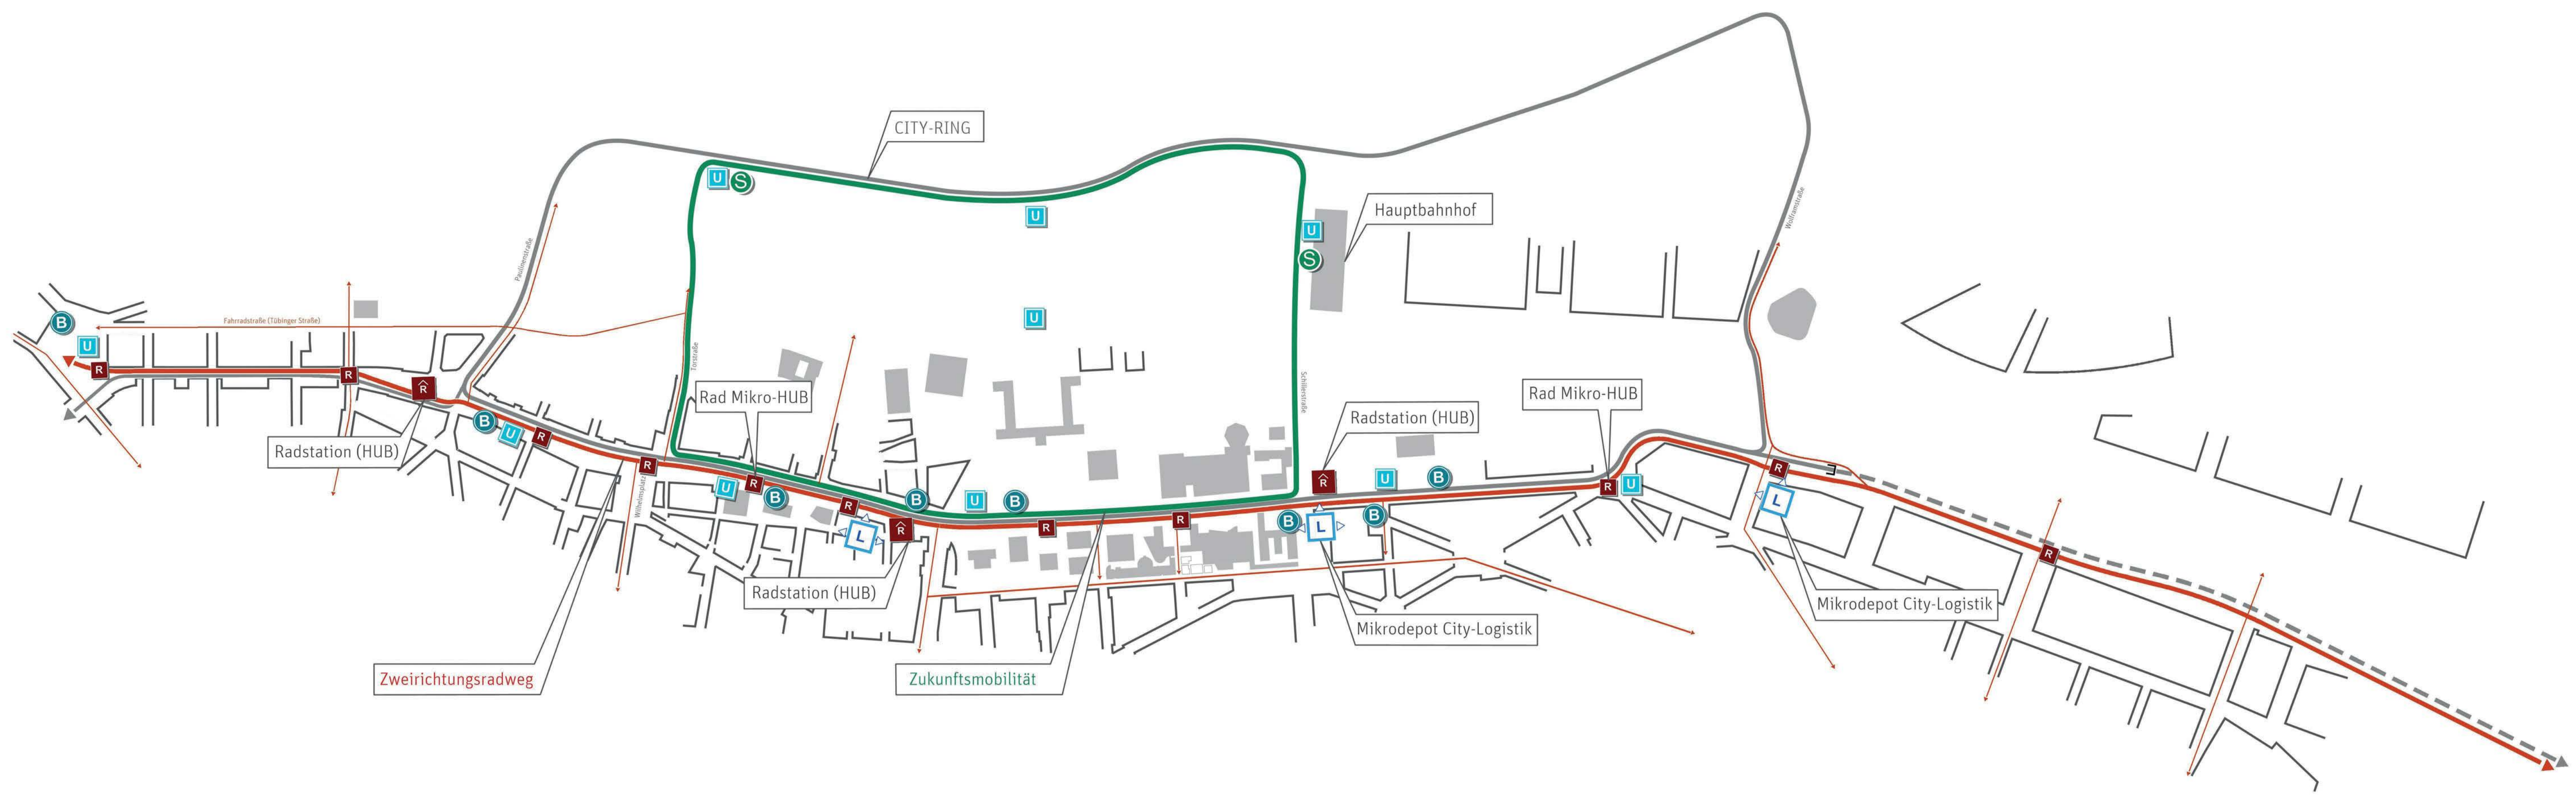 CITY-RING
U
S
Hauptbahnhof
U
U
S
Paulinenstraße
Wolframstraße
U
B
Fahrradstraße (Tübinger Straße)
U
R
R
R
Torstraße
Schillerstraße
Rad Mikro-HUB
Rad Mikro-HUB
Radstation (HUB)
Radstation (HUB)
B
U
R
R
Wilhelmsplatz
U
R
B
R
B
U
B
R
U
B
R
U
R
L
R
R
R
B
L
B
L
R
Radstation (HUB)
Mikrodepot City-Logistik
Mikrodepot City-Logistik
Zweirichtungsradweg
Zukunftsmobilität